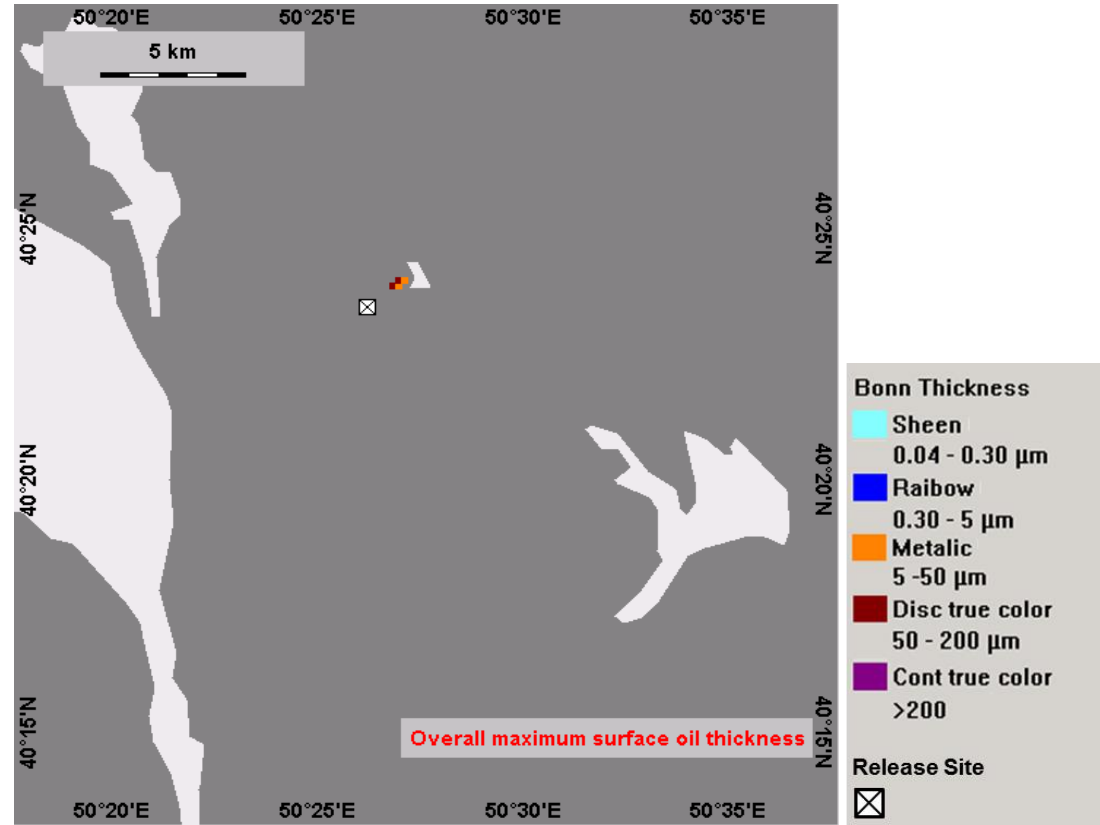 50°20'E 50°25'E 50°30'E 50°35'E
5 km
40°25'N 40°25'N
40°20'N 40°20'N
40°15'N 40°15'N
Overall maximum surface oil thickness
50°20'E 50°25'E 50°30'E 50°35'E
Bonn Thickness
Sheen
0.04 - 0.30 µm
Raibow
0.30 - 5 µm
Metalic
5 -50 µm
Disc true color
50 - 200 µm
Cont true color
>200
Release Site